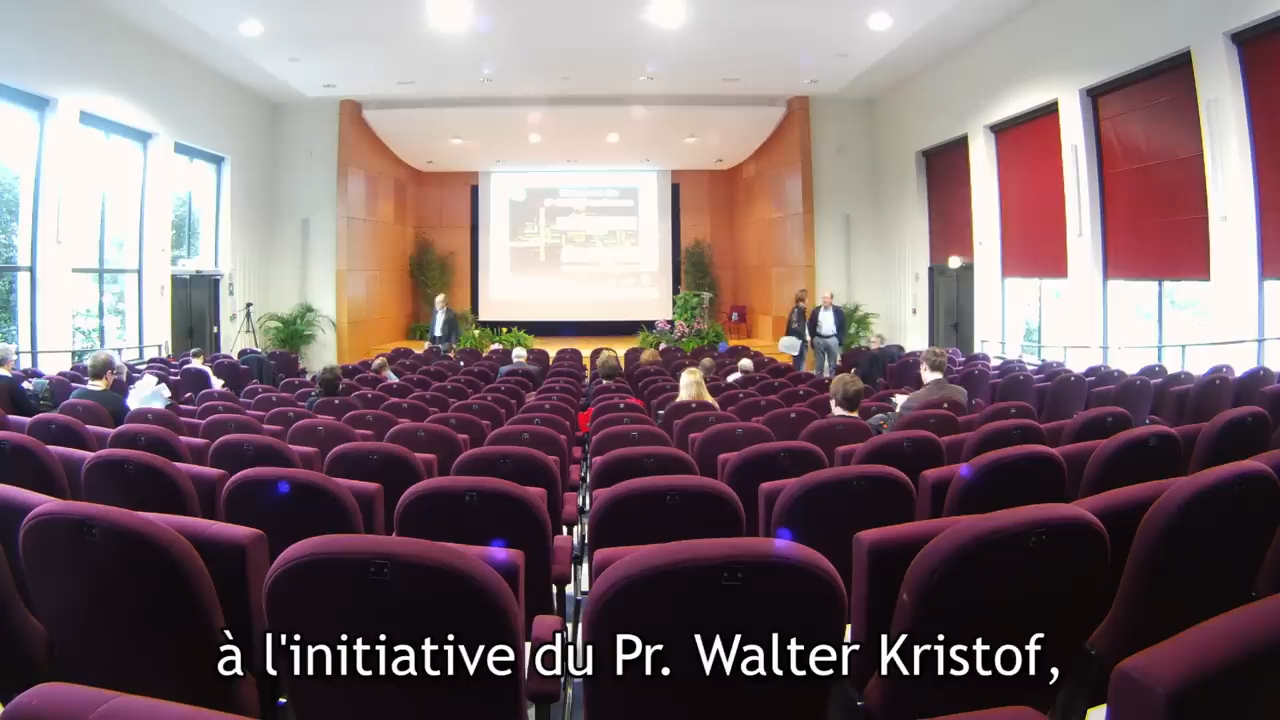 à l'initiative du Pr. Walter Kristof,